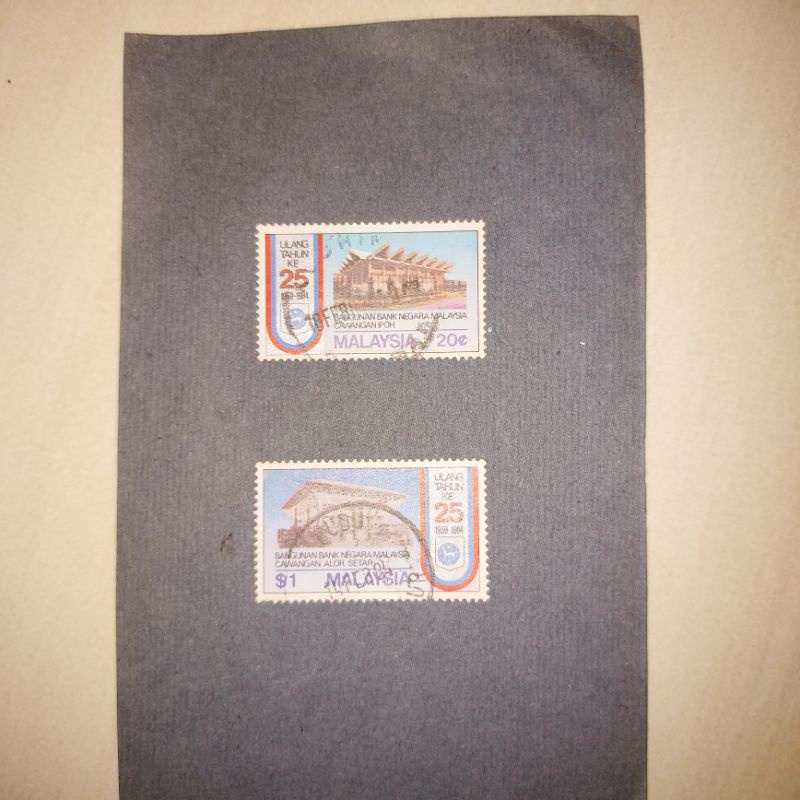 ULANG
TAHUN
KE
25
1959-1984
BANGUNAN BANK NEGARA MALAYSIA
CAWANGAN IPOH
MALAYSIA 20¢
ULANG
TAHUN
KE
25
1959-1984
BANGUNAN BANK NEGARA MALAYSIA
CAWANGAN ALOR SETAR
$1 MALAYSIA